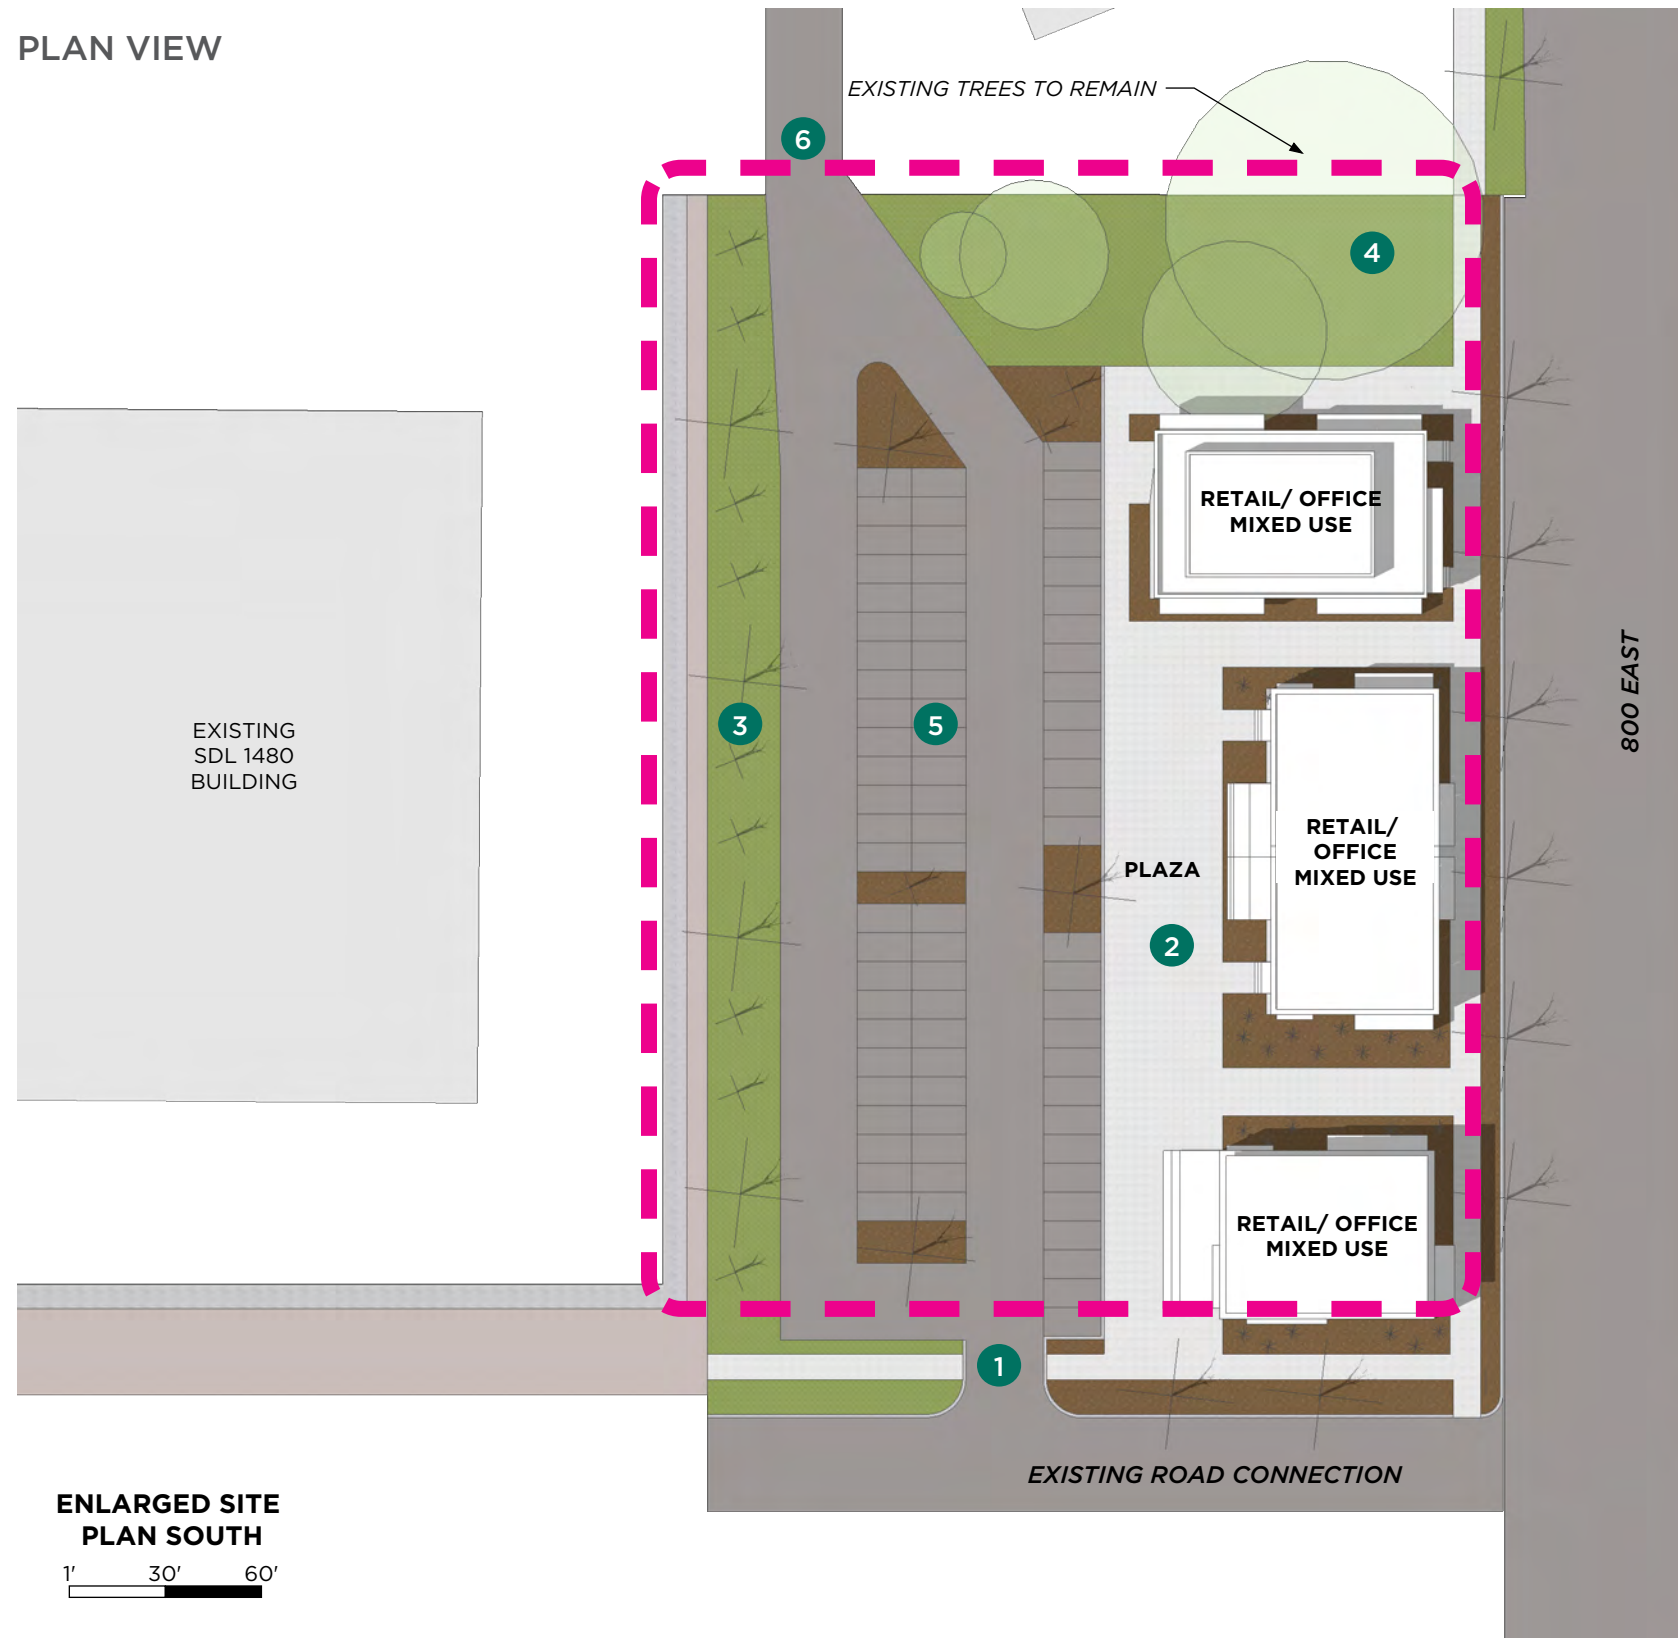 PLAN VIEW
EXISTING TREES TO REMAIN
6
4
RETAIL/ OFFICE
MIXED USE
800 EAST
3
5
EXISTING
SDL 1480
BUILDING
RETAIL/
OFFICE
MIXED USE
PLAZA
2
RETAIL/ OFFICE
MIXED USE
1
EXISTING ROAD CONNECTION
ENLARGED SITE
PLAN SOUTH
1' 30' 60'